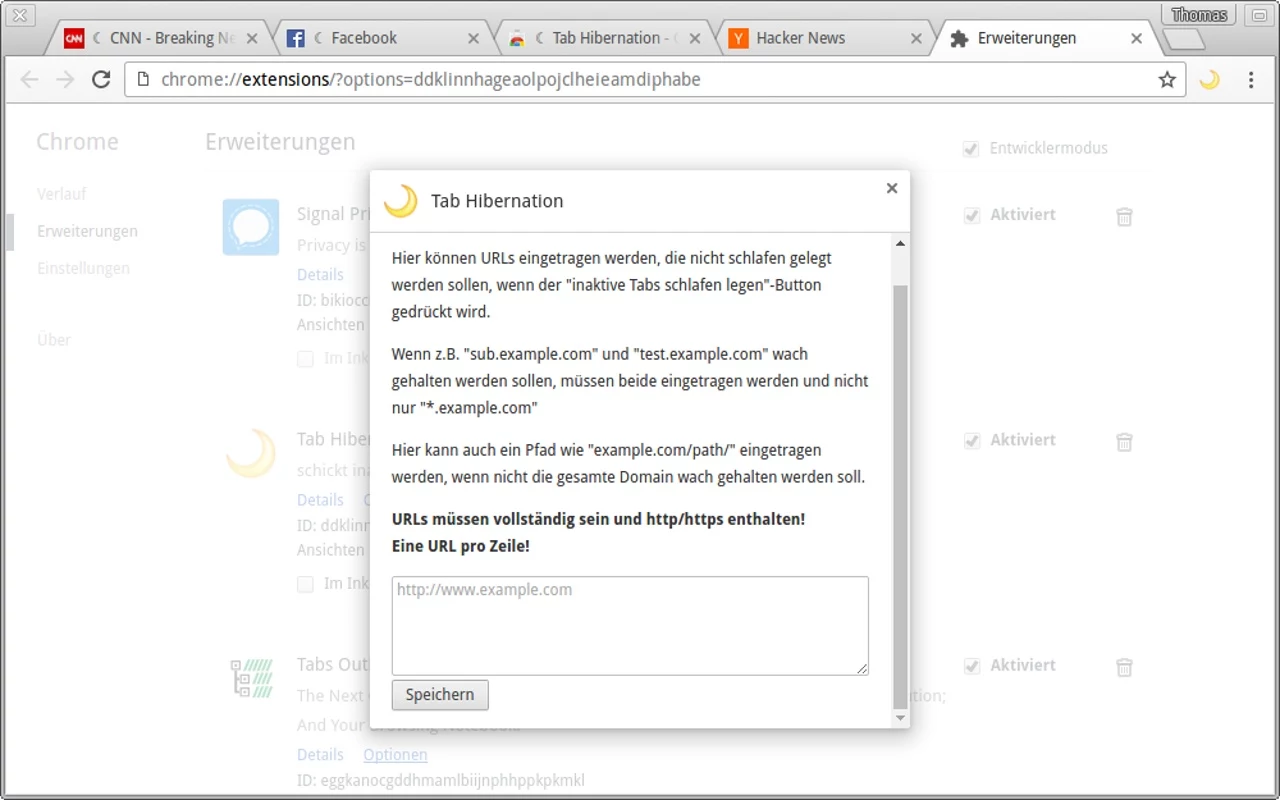 Thomas
CNN CNN - Breaking Ne
Facebook
Tab Hibernation -
Hacker News
Erweiterungen
chrome://extensions/?options=ddklinnhageaolpojclheieamdiphabe
Chrome
Verlauf
Erweiterungen
Einstellungen
Über
Erweiterungen
Entwicklermodus
Signal Pri
Aktiviert
Privacy is
Details
ID: bikiocc
Ansichten
Im Ink
Tab Hiber
Aktiviert
schickt ina
Details
ID: ddklinn
Ansichten
Im Ink
Tabs Out
Aktiviert
The Next
ution;
And Your Browsing Notebook.
Details Optionen
ID: eggkanocgddhmamlbiijnphhppkpkmkl
Tab Hibernation
Hier können URLs eingetragen werden, die nicht schlafen gelegt
werden sollen, wenn der "inaktive Tabs schlafen legen"-Button
gedrückt wird.
Wenn z.B. "sub.example.com" und "test.example.com" wach
gehalten werden sollen, müssen beide eingetragen werden und nicht
nur "*.example.com"
Hier kann auch ein Pfad wie "example.com/path/" eingetragen
werden, wenn nicht die gesamte Domain wach gehalten werden soll.
URLs müssen vollständig sein und http/https enthalten!
Eine URL pro Zeile!
http://www.example.com
Speichern